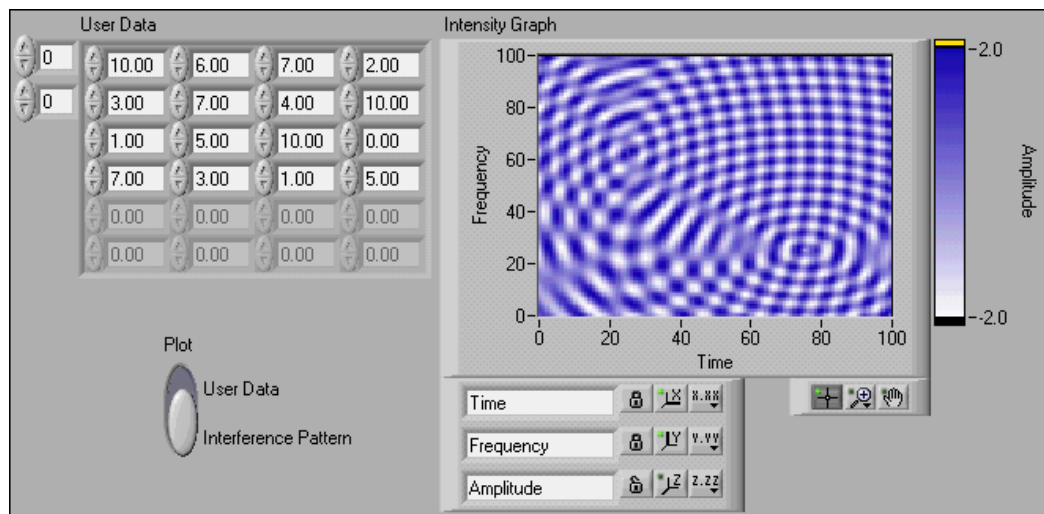 User Data
0
10.00 6.00 7.00 2.00
0
3.00 7.00 4.00 10.00
1.00 5.00 10.00 0.00
7.00 3.00 1.00 5.00
0.00 0.00 0.00 0.00
0.00 0.00 0.00 0.00
Plot
User Data
Interference Pattern
Intensity Graph
Frequency
100
80
60
40
20
0
0 20 40 60 80 100
Time
2.0
-2.0
Amplitude
Time X X.XX
Frequency Y Y.YY
Amplitude Z Z.ZZ